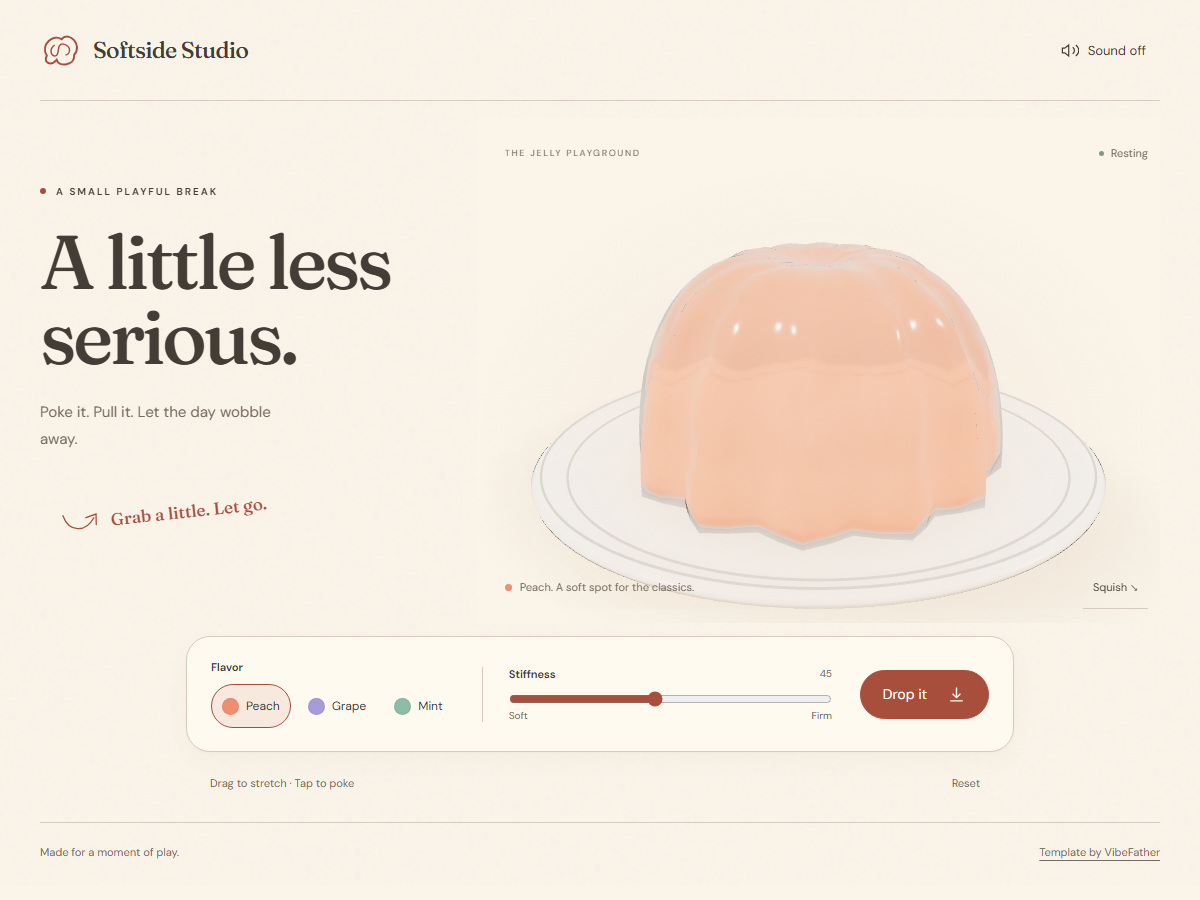 Softside Studio
Sound off
THE JELLY PLAYGROUND
Resting
A SMALL PLAYFUL BREAK
A little less
serious.
Poke it. Pull it. Let the day wobble
away.
Grab a little. Let go.
Peach. A soft spot for the classics.
Squish ↘
Flavor
Peach
Grape
Mint
Stiffness
45
Soft
Firm
Drop it
Drag to stretch · Tap to poke
Reset
Made for a moment of play.
Template by VibeFather